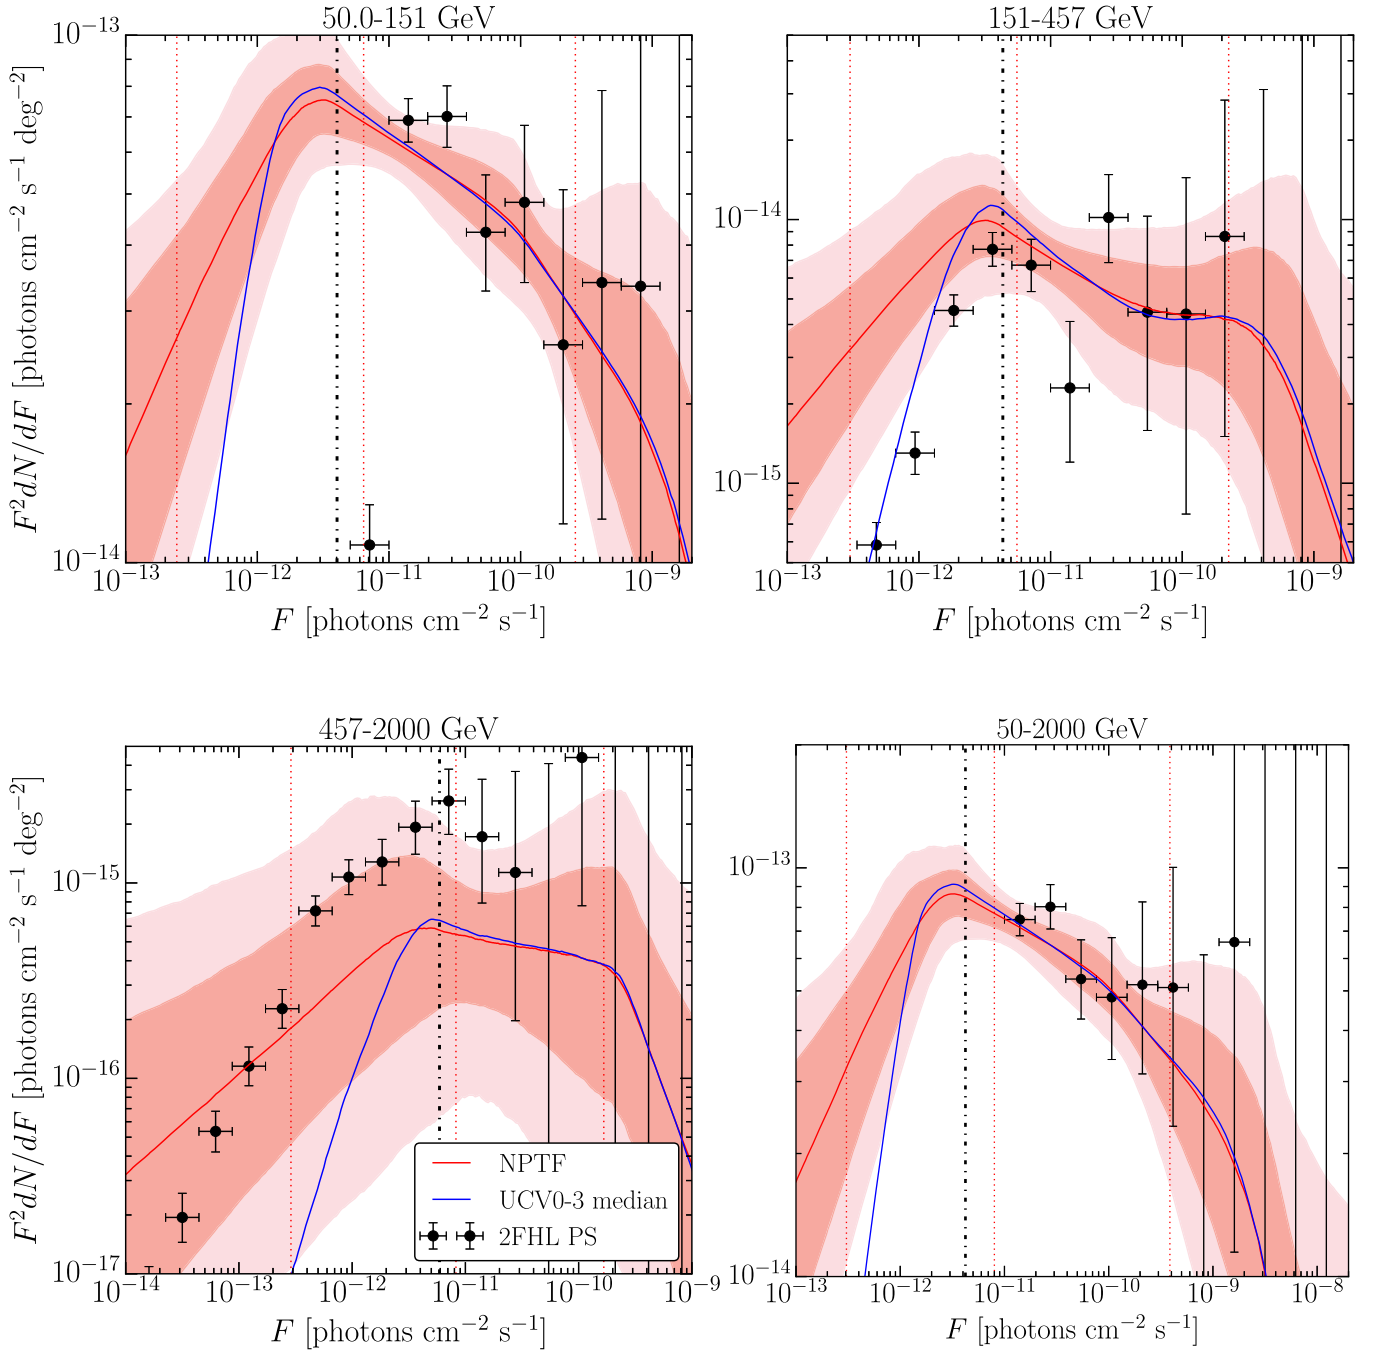 50.0-151 GeV
10⁻¹³
10⁻¹⁴
F²dN/dF [photons cm⁻² s⁻¹ deg⁻²]
10⁻¹³ 10⁻¹² 10⁻¹¹ 10⁻¹⁰ 10⁻⁹
F [photons cm⁻² s⁻¹]
151-457 GeV
10⁻¹⁴
10⁻¹⁵
10⁻¹³ 10⁻¹² 10⁻¹¹ 10⁻¹⁰ 10⁻⁹
F [photons cm⁻² s⁻¹]
457-2000 GeV
10⁻¹⁵
10⁻¹⁶
10⁻¹⁷
F²dN/dF [photons cm⁻² s⁻¹ deg⁻²]
NPTF
UCV0-3 median
2FHL PS
10⁻¹⁴ 10⁻¹³ 10⁻¹² 10⁻¹¹ 10⁻¹⁰ 10⁻⁹
F [photons cm⁻² s⁻¹]
50-2000 GeV
10⁻¹³
10⁻¹⁴
10⁻¹³ 10⁻¹² 10⁻¹¹ 10⁻¹⁰ 10⁻⁹ 10⁻⁸
F [photons cm⁻² s⁻¹]